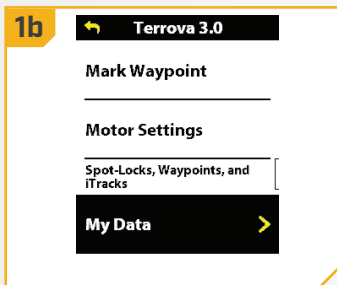 1b
Terrova 3.0
Mark Waypoint
Motor Settings
Spot-Locks, Waypoints, and
iTracks
My Data